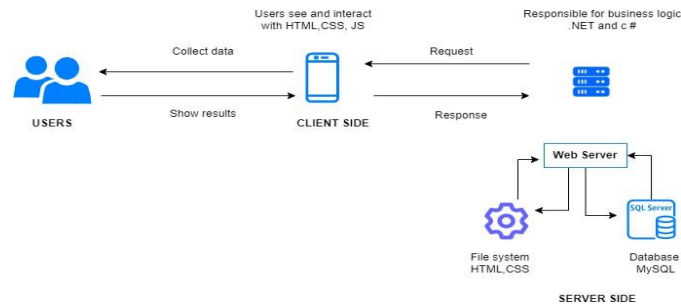 Users see and interact
with HTML,CSS, JS
Responsible for business logic
.NET and c #
Collect data
Request
Show results
Response
USERS
CLIENT SIDE
Web Server
SQL Server
File system
HTML,CSS
Database
MySQL
SERVER SIDE